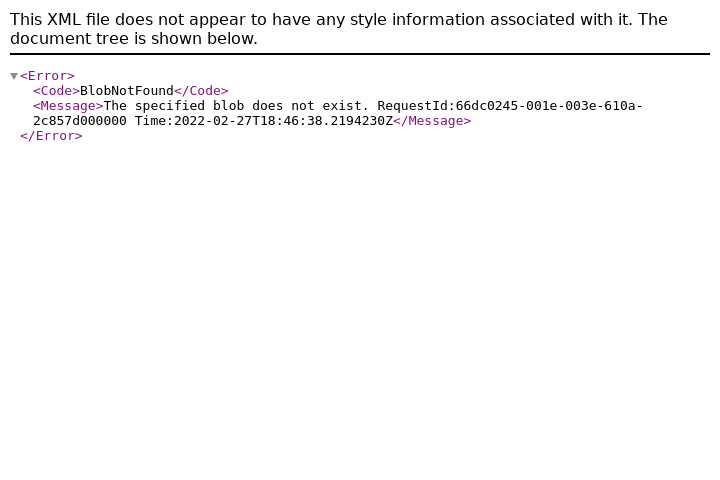 This XML file does not appear to have any style information associated with it. The
document tree is shown below.
<Error>
<Code>BlobNotFound</Code>
<Message>The specified blob does not exist. RequestId:66dc0245-001e-003e-610a-
2c857d000000 Time:2022-02-27T18:46:38.2194230Z</Message>
</Error>